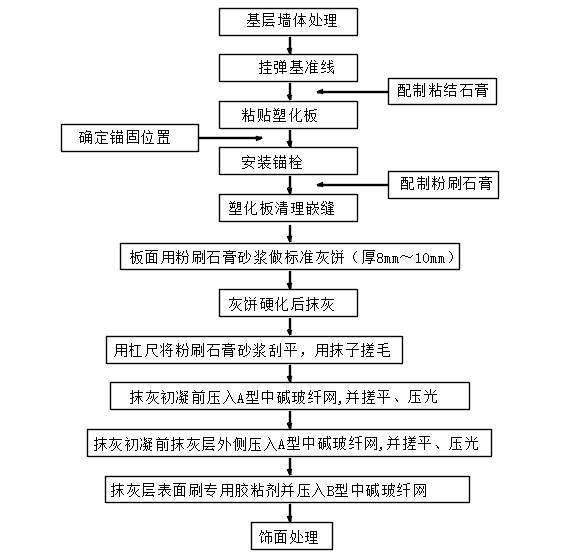 基层墙体处理
挂弹基准线
配制粘结石膏
粘贴塑化板
确定锚固位置
安装锚栓
配制粉刷石膏
塑化板清理嵌缝
板面用粉刷石膏砂浆做标准灰饼（厚8mm～10mm）
灰饼硬化后抹灰
用杠尺将粉刷石膏砂浆刮平，用抹子搓毛
抹灰初凝前压入A型中碱玻纤网,并搓平、压光
抹灰初凝前抹灰层外侧压入A型中碱玻纤网,并搓平、压光
抹灰层表面刷专用胶粘剂并压入B型中碱玻纤网
饰面处理